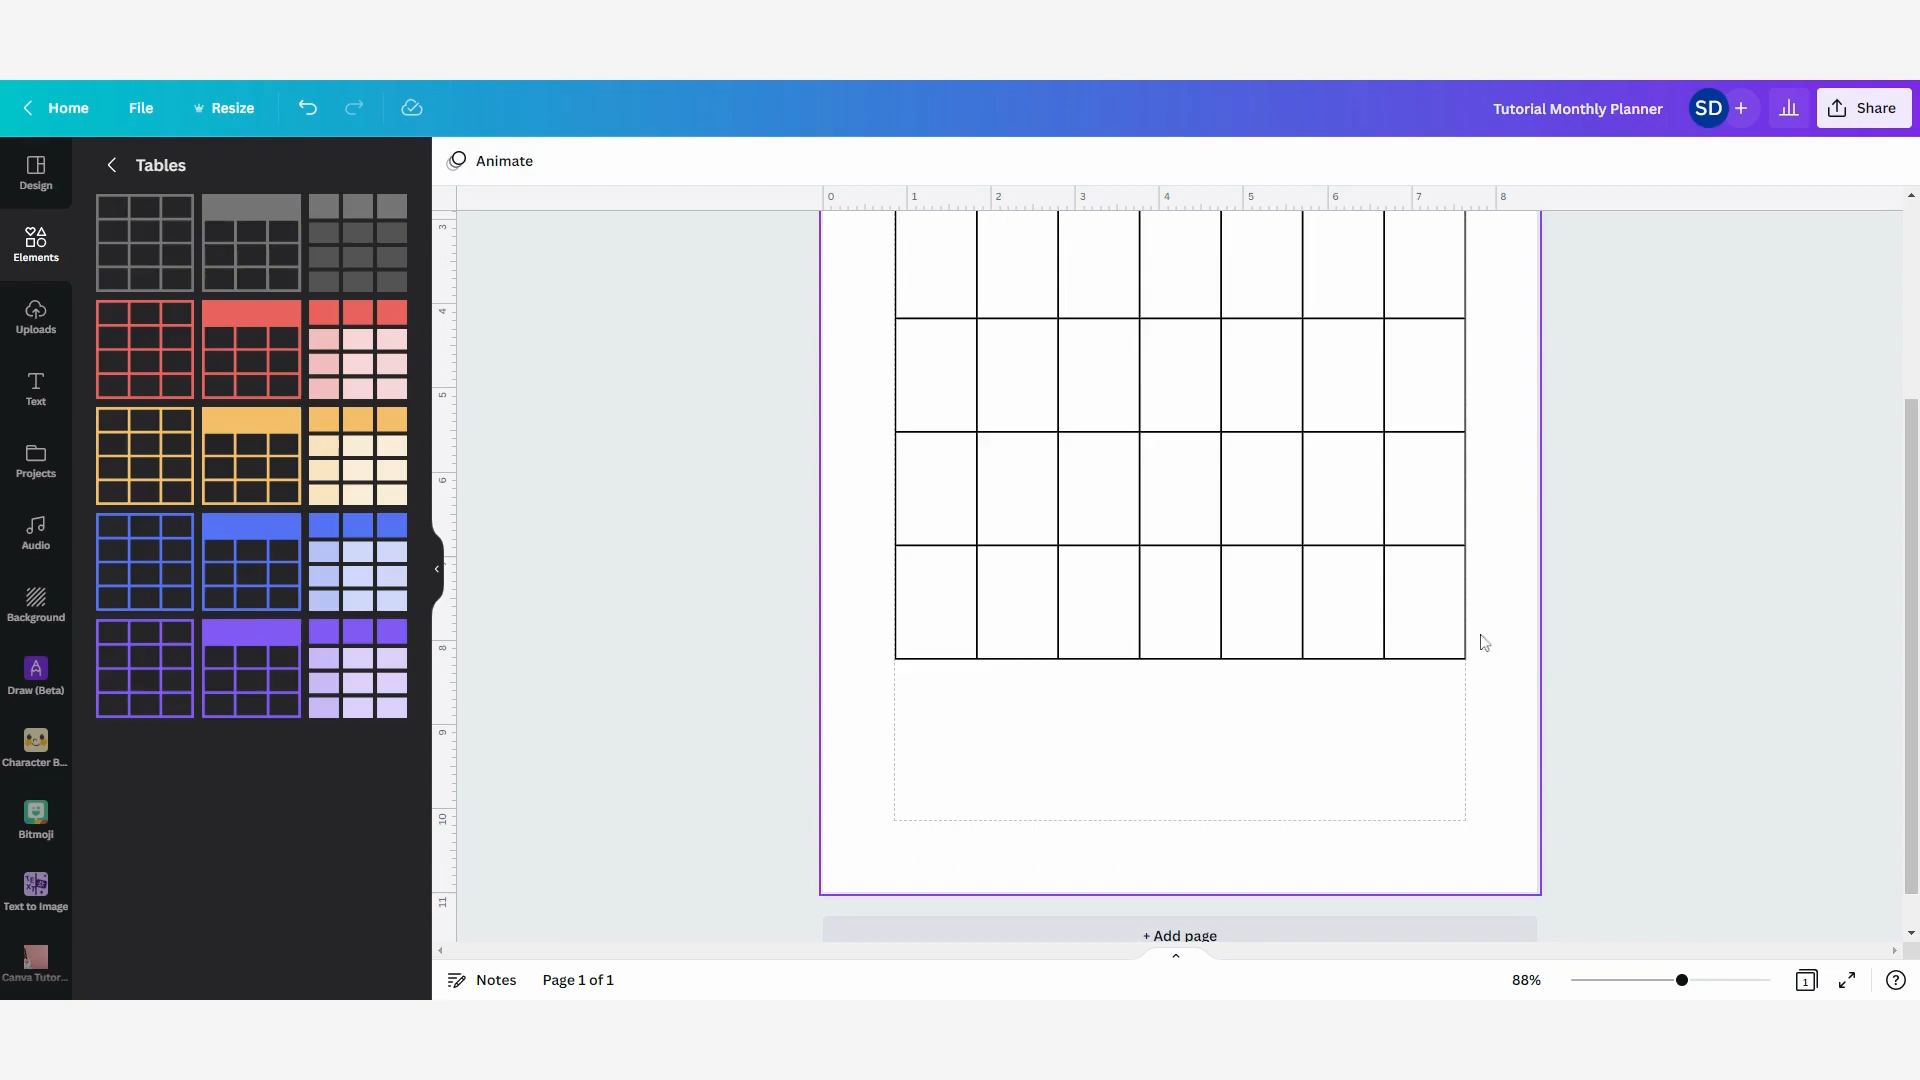 Home
File
Resize
Tutorial Monthly Planner
SD
+
Share
Design
Elements
Uploads
Text
Projects
Audio
Background
Draw (Beta)
Character B...
Bitmoji
Text to Image
Canva Tutor...
Tables
Animate
0 1 2 3 4 5 6 7 8
3
4
5
6
8
9
10
11
+ Add page
Notes
Page 1 of 1
88%
1
?